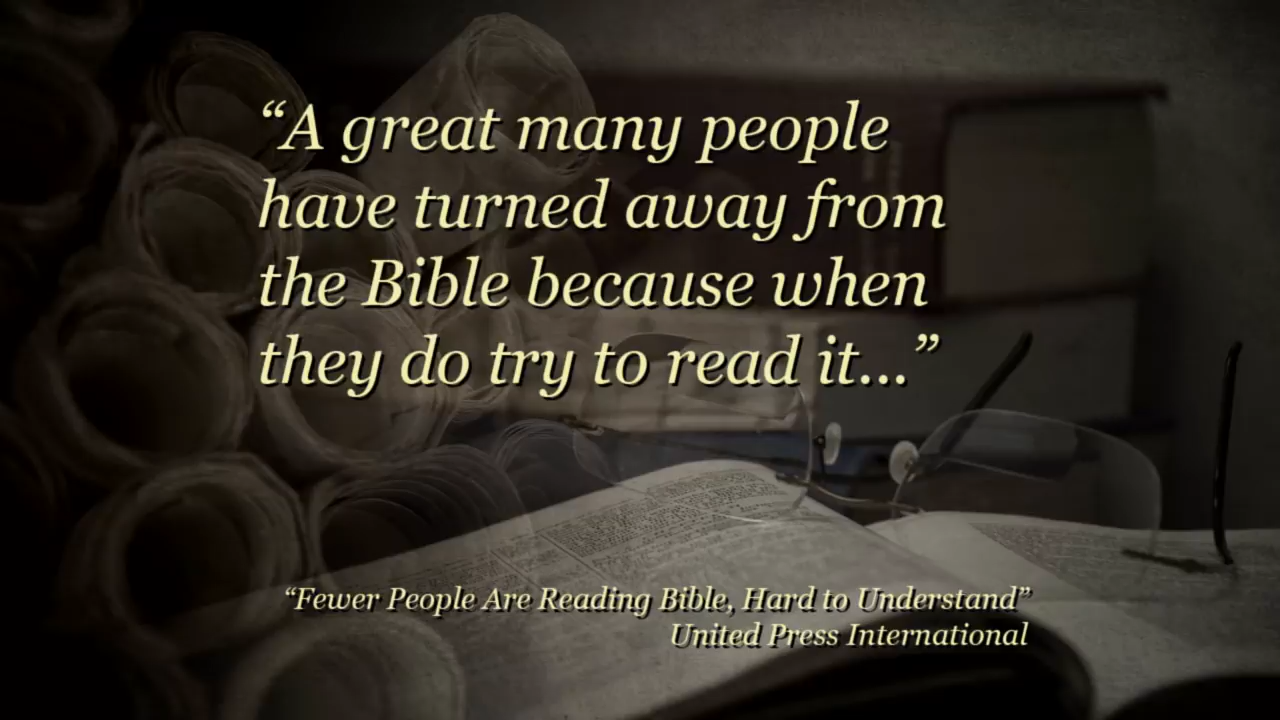 “A great many people
have turned away from
the Bible because when
they do try to read it...”
“Fewer People Are Reading Bible, Hard to Understand”
United Press International